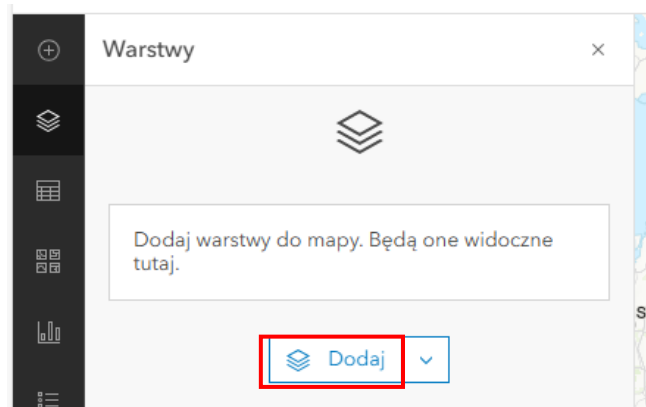 Warstwy
Dodaj warstwy do mapy. Będą one widoczne
tutaj.
Dodaj
s